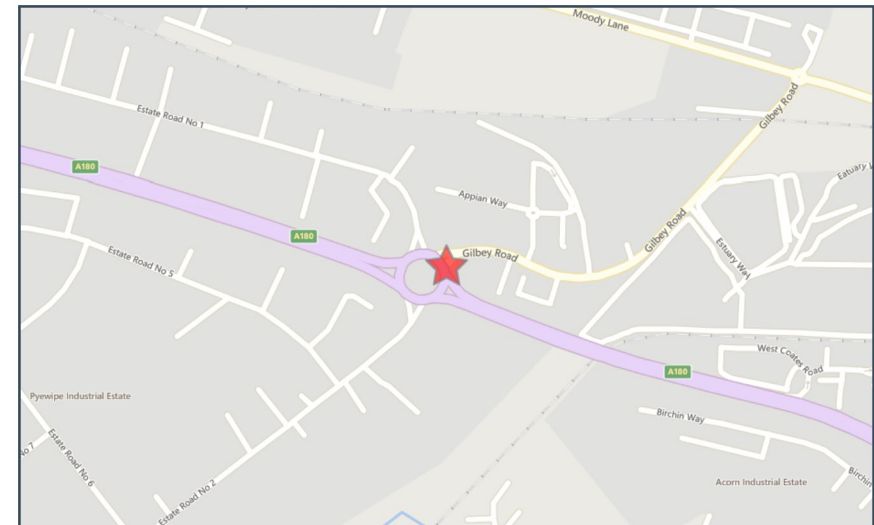 Moody Lane
Gilbey Road
Estate Road No 1
A180
Eatuary
Appian Way
A180
Gilbey Road
Gilbey Road
Estuary Way
Estate Road No 5
West Coates
Road
A180
Pyewipe Industrial Estate
Birchin Way
No 7
Estate Road No 6
Acorn Industrial Estate
Birchin
Estate Road No 2